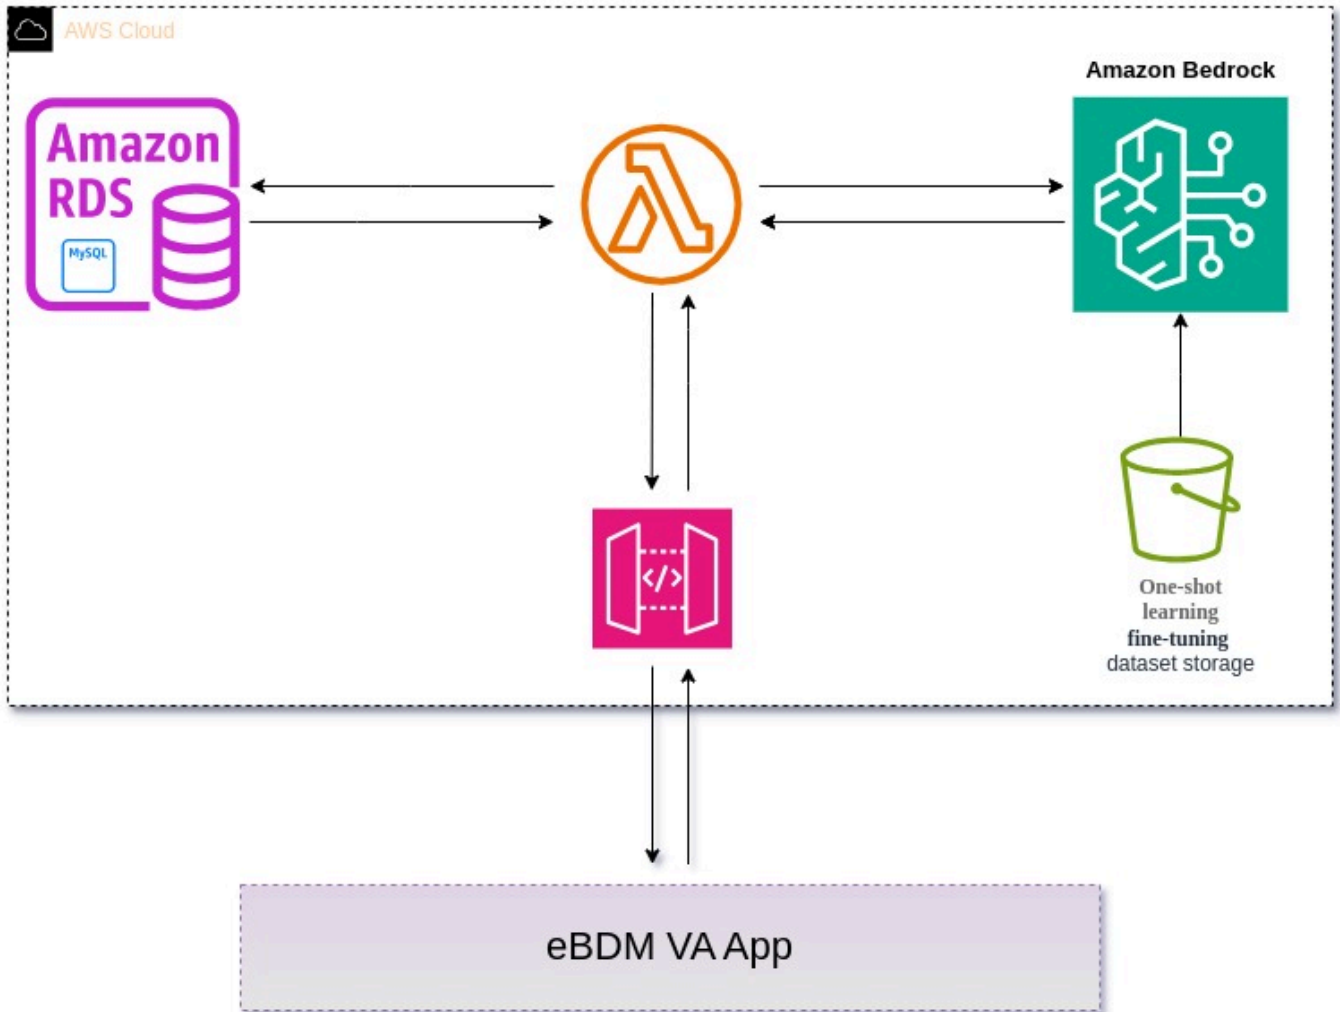 AWS Cloud
Amazon Bedrock
Amazon
RDS
MySQL
</>
One-shot
learning
fine-tuning
dataset storage
eBDM VA App